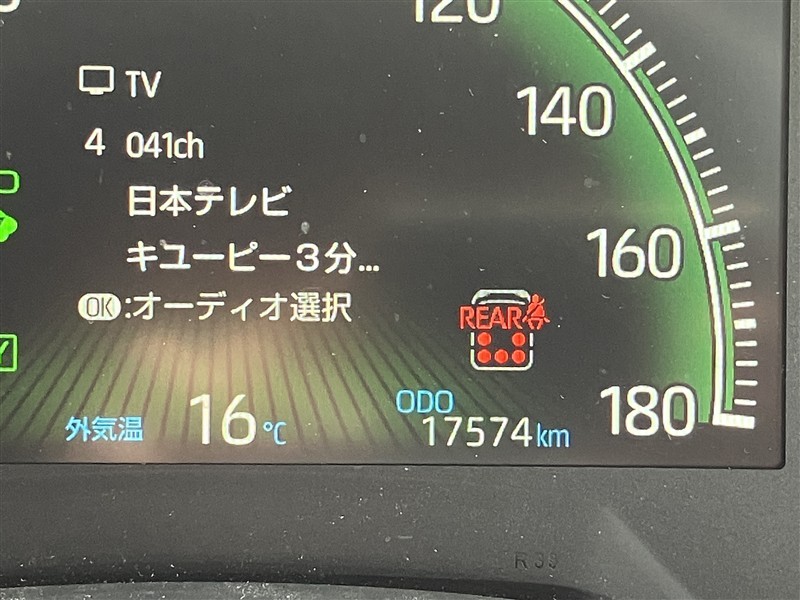 120
TV
140
4 041ch
日本テレビ
キユーピー３分...
160
OK:オーディオ選択
REAR
外気温 16℃
ODO
17574km
180
R 33